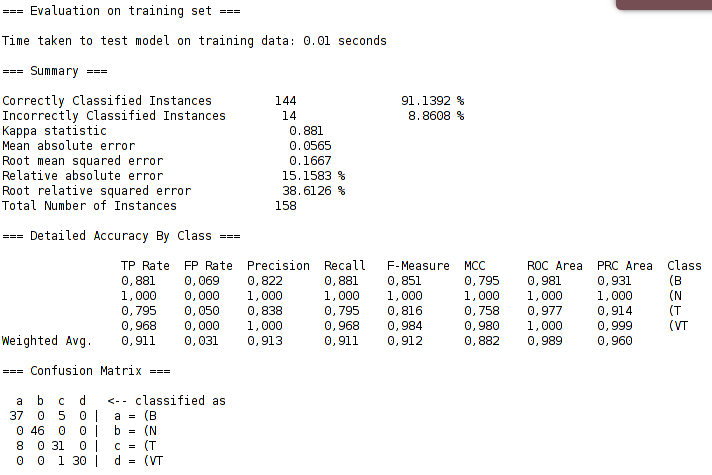 === Evaluation on training set ===
Time taken to test model on training data: 0.01 seconds
=== Summary ===
Correctly Classified Instances 144 91.1392 %
Incorrectly Classified Instances 14 8.8608 %
Kappa statistic 0.881
Mean absolute error 0.0565
Root mean squared error 0.1667
Relative absolute error 15.1583 %
Root relative squared error 38.6126 %
Total Number of Instances 158
=== Detailed Accuracy By Class ===
TP Rate FP Rate Precision Recall F-Measure MCC ROC Area PRC Area Class
0,881 0,069 0,822 0,881 0,851 0,795 0,981 0,931 (B
1,000 0,000 1,000 1,000 1,000 1,000 1,000 1,000 (N
0,795 0,050 0,838 0,795 0,816 0,758 0,977 0,914 (T
0,968 0,000 1,000 0,968 0,984 0,980 1,000 0,999 (VT
Weighted Avg. 0,911 0,031 0,913 0,911 0,912 0,882 0,989 0,960
=== Confusion Matrix ===
a b c d <-- classified as
37 0 5 0 | a = (B
0 46 0 0 | b = (N
8 0 31 0 | c = (T
0 0 1 30 | d = (VT